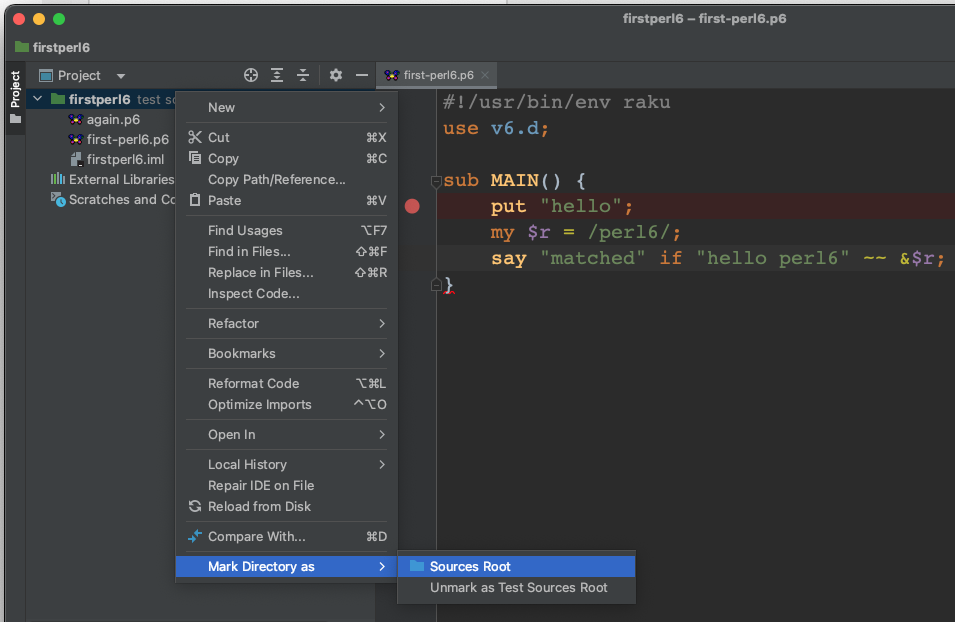 firstperl6 – first-perl6.p6
firstperl6
Project
Project
first-perl6.p6
firstperl6 test
again.p6
first-perl6.p6
firstperl6.iml
External Libraries
Scratches and
New
Cut ⌘X
Copy ⌘C
Copy Path/Reference...
Paste ⌘V
Find Usages ⌥F7
Find in Files... ⇧⌘F
Replace in Files... ⇧⌘R
Inspect Code...
Refactor
Bookmarks
Reformat Code ⌥⌘L
Optimize Imports ^⌥O
Open In
Local History
Repair IDE on File
Reload from Disk
Compare With... ⌘D
Mark Directory as
Sources Root
Unmark as Test Sources Root
#!/usr/bin/env raku
use v6.d;
sub MAIN() {
put "hello";
my $r = /perl6/;
say "matched" if "hello perl6" ~~ &$r;
}